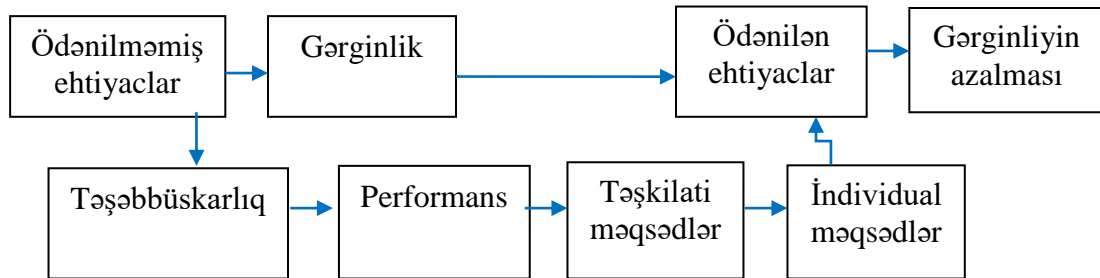 Ödənilməmiş
ehtiyaclar
Gərginlik
Ödənilən
ehtiyaclar
Gərginliyin
azalması
Təşəbbüskarlıq
Performans
Təşkilati
məqsədlər
İndividual
məqsədlər